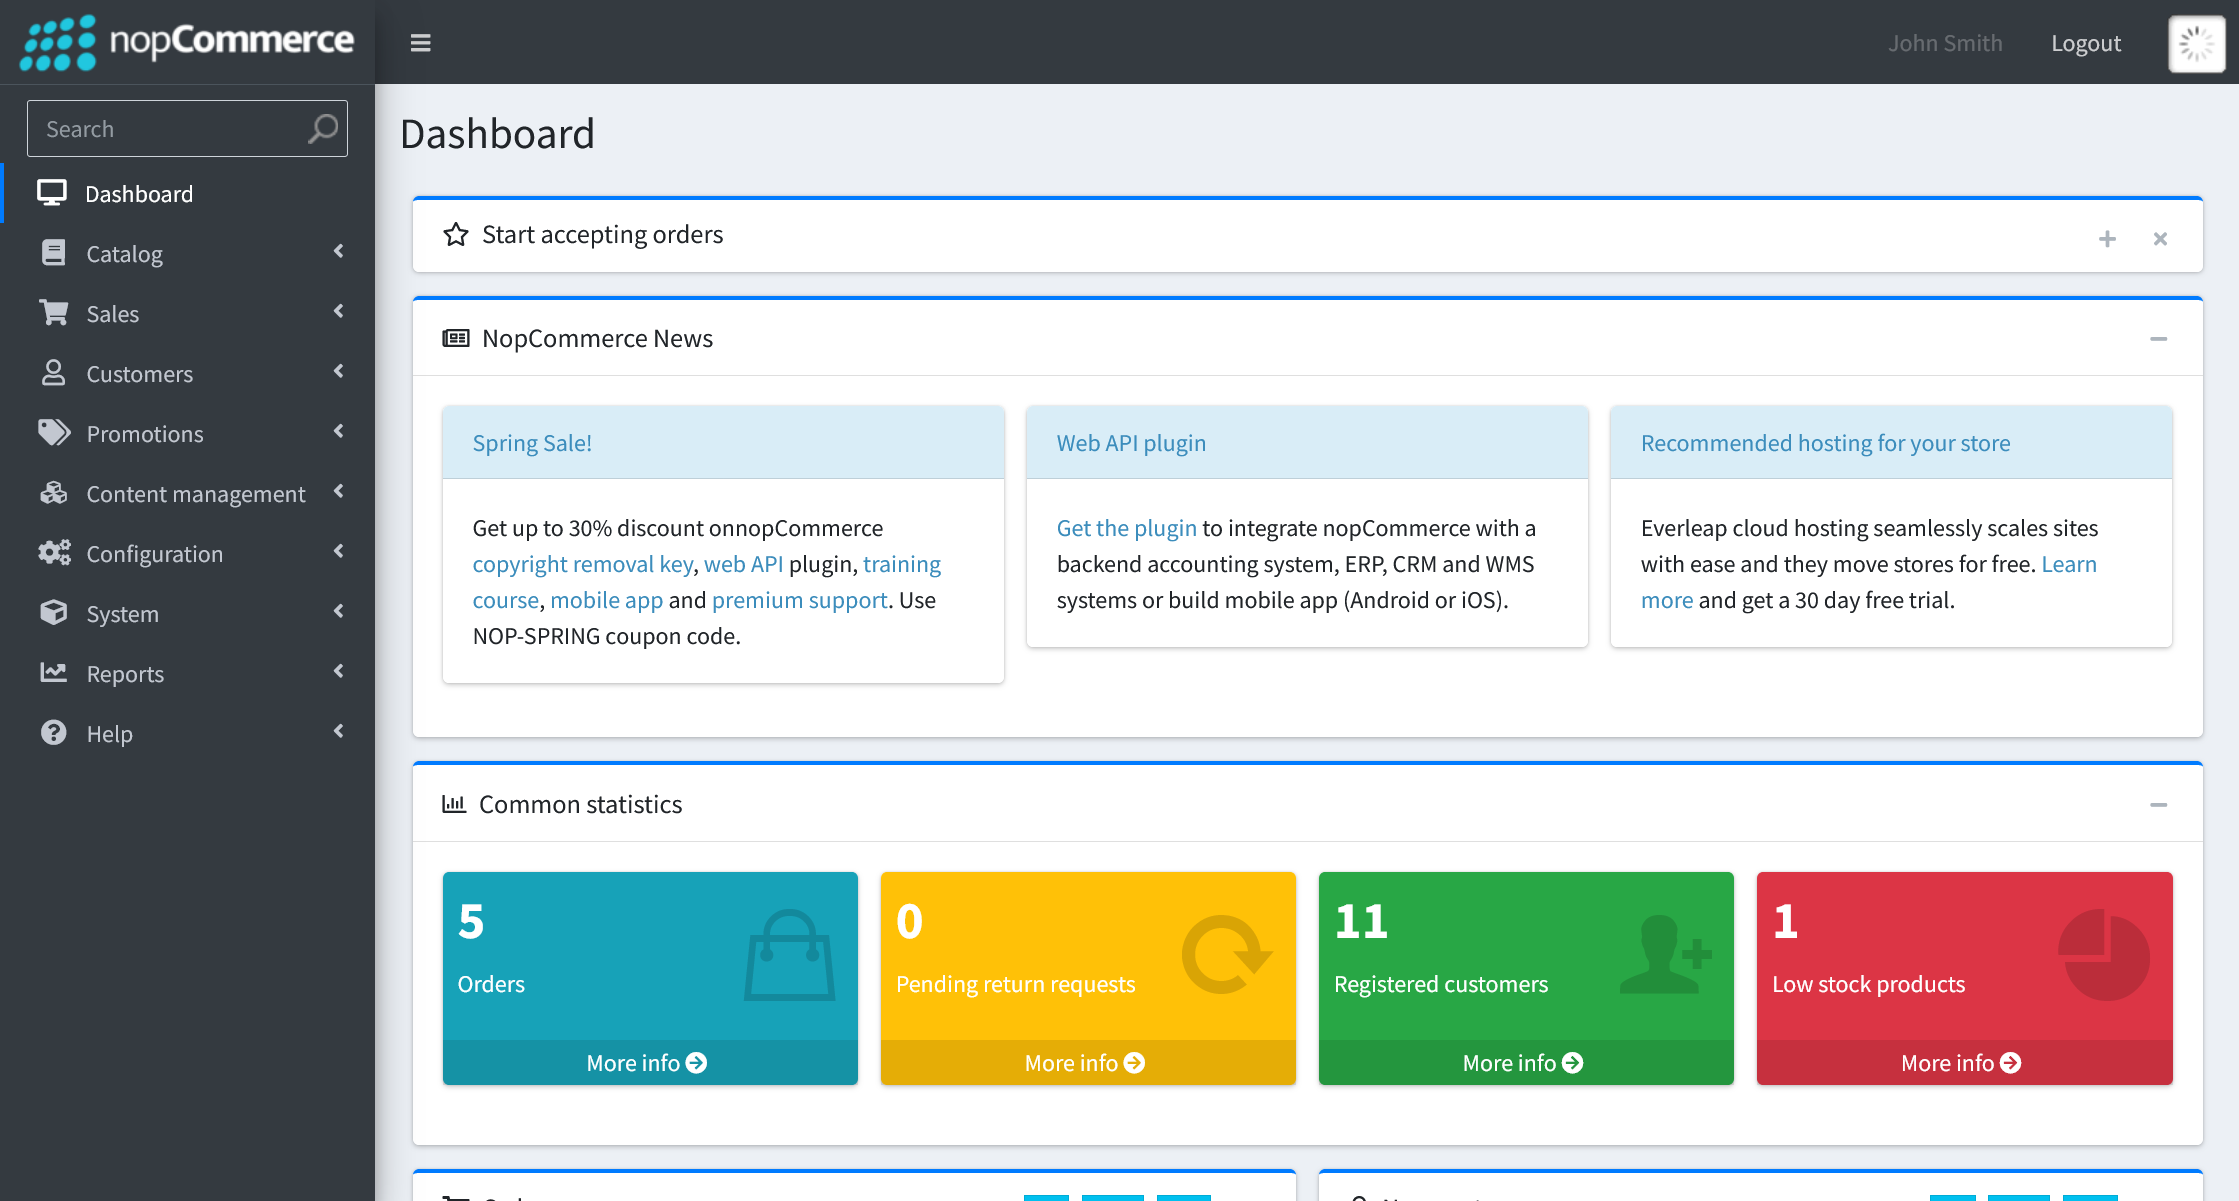 nopCommerce
John Smith
Logout
Search
Dashboard
Catalog
Sales
Customers
Promotions
Content management
Configuration
System
Reports
Help
Dashboard
Start accepting orders
NopCommerce News
Spring Sale!
Get up to 30% discount onnopCommerce
copyright removal key, web API plugin, training
course, mobile app and premium support. Use
NOP-SPRING coupon code.
Web API plugin
Get the plugin to integrate nopCommerce with a
backend accounting system, ERP, CRM and WMS
systems or build mobile app (Android or iOS).
Recommended hosting for your store
Everleap cloud hosting seamlessly scales sites
with ease and they move stores for free. Learn
more and get a 30 day free trial.
Common statistics
5
Orders
More info
0
Pending return requests
More info
11
Registered customers
More info
1
Low stock products
More info